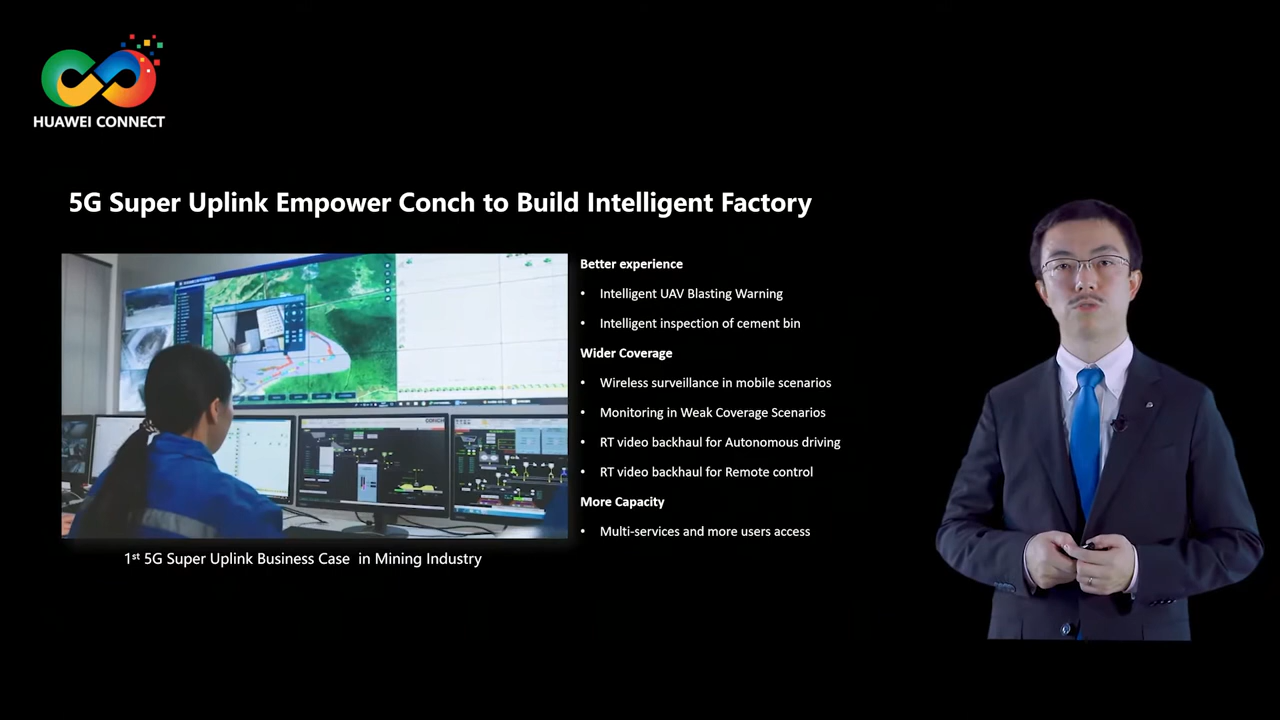 HUAWEI CONNECT
5G Super Uplink Empower Conch to Build Intelligent Factory
Better experience
• Intelligent UAV Blasting Warning
• Intelligent inspection of cement bin
Wider Coverage
• Wireless surveillance in mobile scenarios
• Monitoring in Weak Coverage Scenarios
• RT video backhaul for Autonomous driving
• RT video backhaul for Remote control
More Capacity
• Multi-services and more users access
CONCH
1st 5G Super Uplink Business Case in Mining Industry